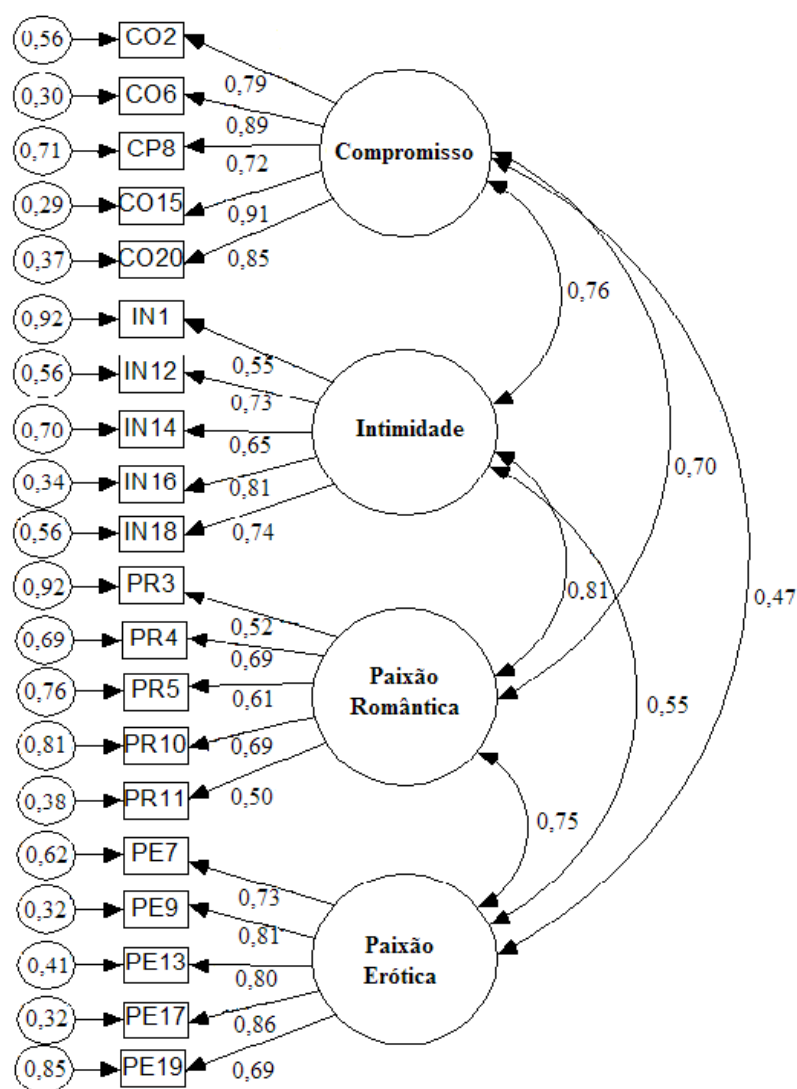 0,56 CO2
0,79
0,30 CO6
0,89
0,71 CP8
Compromisso
0,72
0,29 CO15
0,91
0,37 CO20
0,85
0,76
0,92 IN1
0,55
0,56 IN12
0,73
0,70 IN14
Intimidade
0,65
0,70
0,34 IN16
0,81
0,56 IN18
0,74
0,92 PR3
0,81
0,47
0,52
0,69 PR4
0,69
0,76 PR5
Paixão
Romântica
0,61
0,55
0,81 PR10
0,69
0,38 PR11
0,50
0,75
0,62 PE7
0,73
0,32 PE9
0,81
0,41 PE13
Paixão
Erótica
0,80
0,32 PE17
0,86
0,85 PE19
0,69